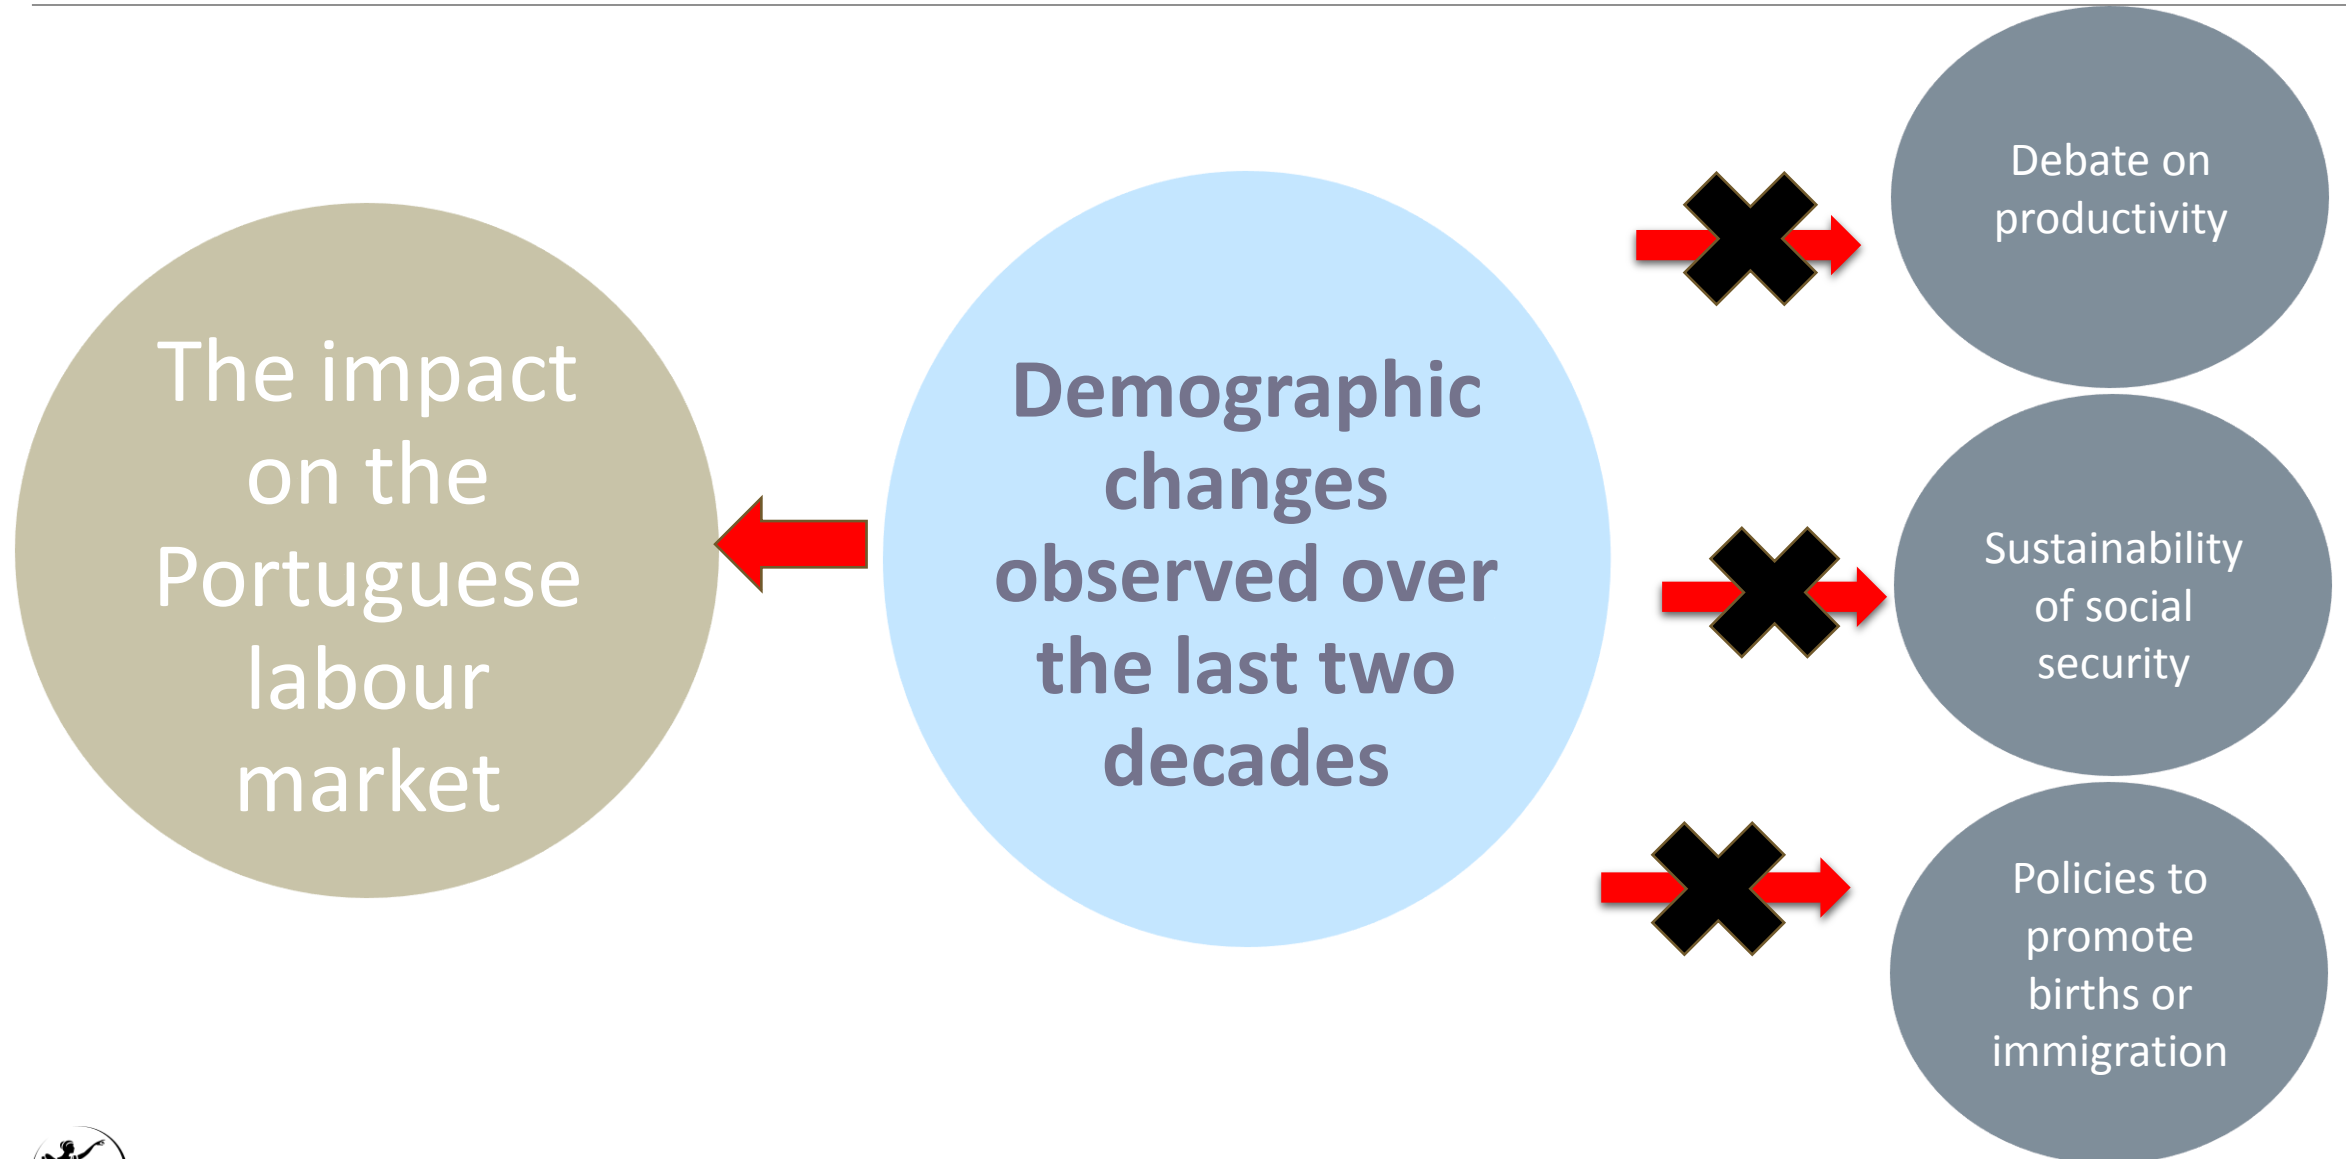 The impact
on the
Portuguese
labour
market
Demographic
changes
observed over
the last two
decades
Debate on
productivity
Sustainability
of social
security
Policies to
promote
births or
immigration